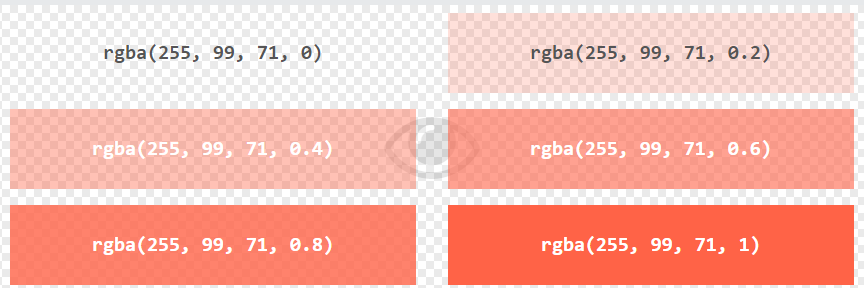 rgba(255, 99, 71, 0)
rgba(255, 99, 71, 0.2)
rgba(255, 99, 71, 0.4)
rgba(255, 99, 71, 0.6)
rgba(255, 99, 71, 0.8)
rgba(255, 99, 71, 1)